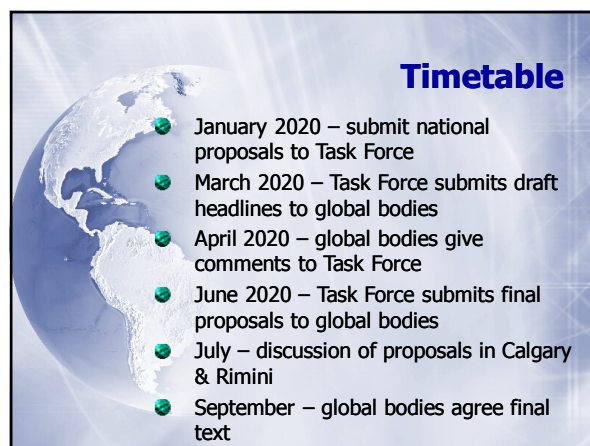 Timetable
January 2020 – submit national
proposals to Task Force
March 2020 – Task Force submits draft
headlines to global bodies
April 2020 – global bodies give
comments to Task Force
June 2020 – Task Force submits final
proposals to global bodies
July – discussion of proposals in Calgary
& Rimini
September – global bodies agree final
text